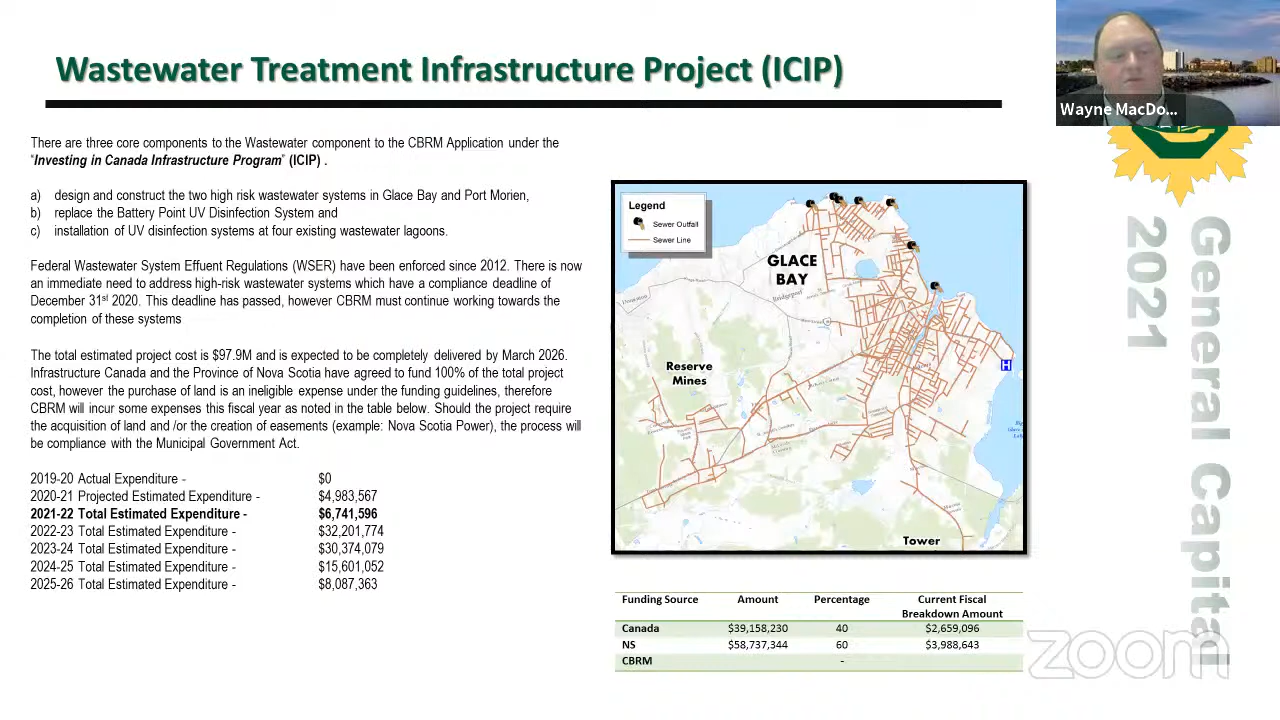 Wastewater Treatment Infrastructure Project (ICIP)
Wayne MacDo...
There are three core components to the Wastewater component to the CBRM Application under the
"Investing in Canada Infrastructure Program" (ICIP) .
a) design and construct the two high risk wastewater systems in Glace Bay and Port Morien,
b) replace the Battery Point UV Disinfection System and
c) installation of UV disinfection systems at four existing wastewater lagoons.
Federal Wastewater System Effuent Regulations (WSER) have been enforced since 2012. There is now
an immediate need to address high-risk wastewater systems which have a compliance deadline of
December 31st 2020. This deadline has passed, however CBRM must continue working towards the
completion of these systems
The total estimated project cost is $97.9M and is expected to be completely delivered by March 2026.
Infrastructure Canada and the Province of Nova Scotia have agreed to fund 100% of the total project
cost, however the purchase of land is an ineligible expense under the funding guidelines, therefore
CBRM will incur some expenses this fiscal year as noted in the table below. Should the project require
the acquisition of land and /or the creation of easements (example: Nova Scotia Power), the process will
be compliance with the Municipal Government Act.
2019-20 Actual Expenditure - $0
2020-21 Projected Estimated Expenditure - $4,983,567
2021-22 Total Estimated Expenditure - $6,741,596
2022-23 Total Estimated Expenditure - $32,201,774
2023-24 Total Estimated Expenditure - $30,374,079
2024-25 Total Estimated Expenditure - $15,601,052
2025-26 Total Estimated Expenditure - $8,087,363
Legend
Sewer Outfall
Sewer Line
GLACE
BAY
Bridgeport
Reserve
Mines
H
Tower
Funding Source Amount Percentage Current Fiscal
Breakdown Amount
Canada $39,158,230 40 $2,659,096
NS $58,737,344 60 $3,988,643
CBRM -
General Capital
2021
zoom